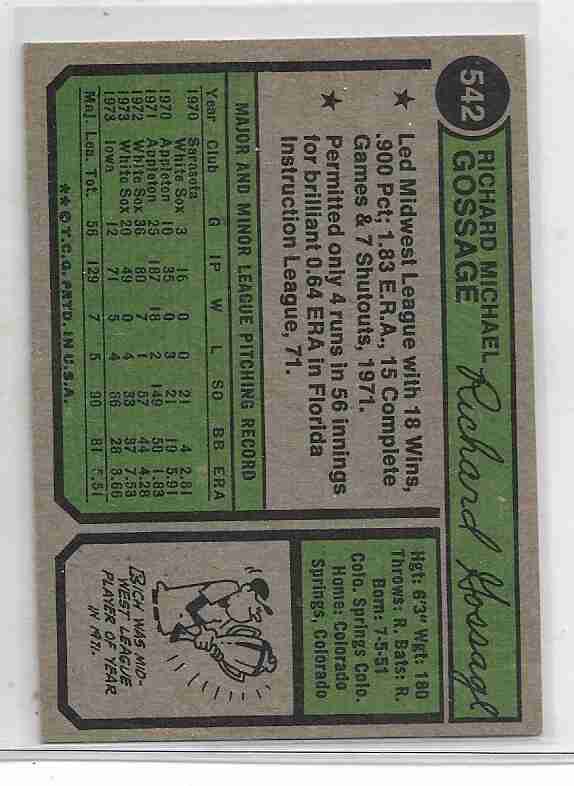 542
RICHARD MICHAEL
GOSSAGE
Richard Gossage
★ Led Midwest League with 18 Wins,
.900 Pct; 1.83 E.R.A., 15 Complete
Games & 7 Shutouts, 1971.
★ Permitted only 4 runs in 56 innings
for brilliant 0.64 ERA in Florida
Instruction League, 71.
Hgt: 6'3" Wgt: 180
Throws: R. Bats: R.
Born: 7-5-51
Colo. Springs Colo.
Home: Colorado
Springs, Colorado
MAJOR AND MINOR LEAGUE PITCHING RECORD
Year Club G IP W L SO BB ERA
1970 Sarasota
White Sox 3 16 0 0 21 4 2.81
1970 Appleton 10 35 0 3 21 19 5.91
1971 Appleton 25 187 18 2 149 50 1.83
1972 White Sox 36 80 7 1 57 44 4.28
1973 White Sox 20 49 0 4 33 37 7.53
1973 Iowa 12 71 5 4 66 28 3.66
Maj. Lea. Tot. 56 129 7 5 90 81 5.51
**© T.C.G. PRTD. IN U.S.A.
RICH WAS MID-
WEST LEAGUE
PLAYER OF YEAR
IN '71.